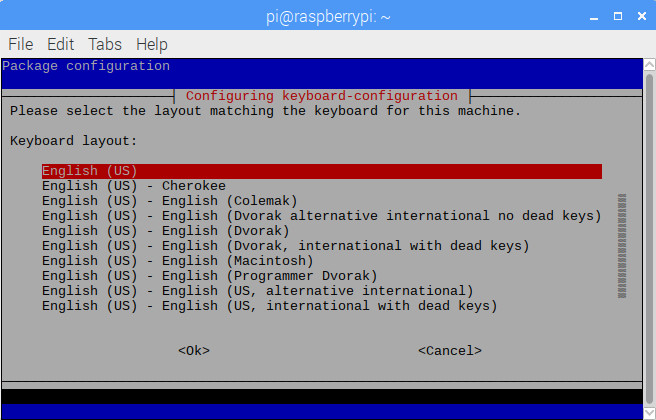 pi@raspberrypi: ~
File Edit Tabs Help
Package configuration
Configuring keyboard-configuration
Please select the layout matching the keyboard for this machine.
Keyboard layout:
English (US)
English (US) - Cherokee
English (US) - English (Colemak)
English (US) - English (Dvorak alternative international no dead keys)
English (US) - English (Dvorak)
English (US) - English (Dvorak, international with dead keys)
English (US) - English (Macintosh)
English (US) - English (Programmer Dvorak)
English (US) - English (US, alternative international)
English (US) - English (US, international with dead keys)
<Ok> <Cancel>